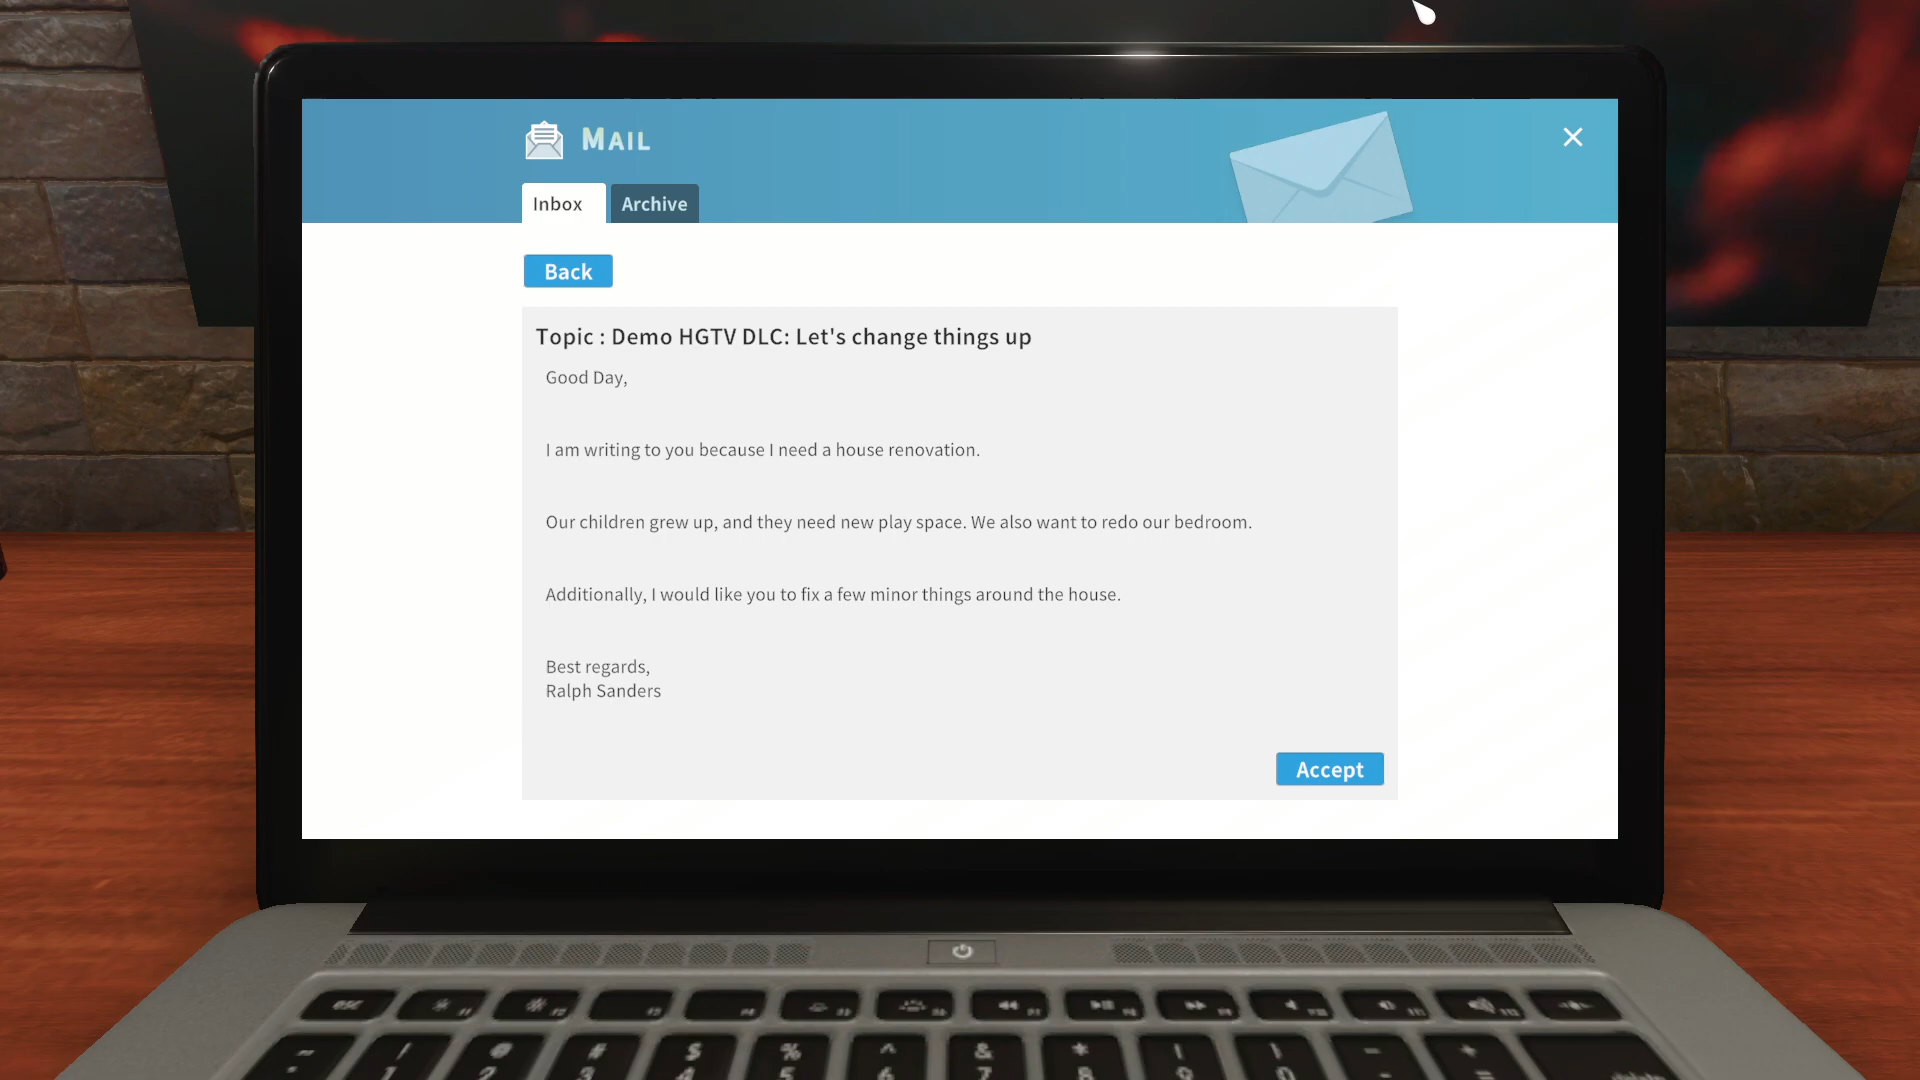 MAIL
Inbox
Archive
Back
Topic : Demo HGTV DLC: Let's change things up
Good Day,
I am writing to you because I need a house renovation.
Our children grew up, and they need new play space. We also want to redo our bedroom.
Additionally, I would like you to fix a few minor things around the house.
Best regards,
Ralph Sanders
Accept
esc